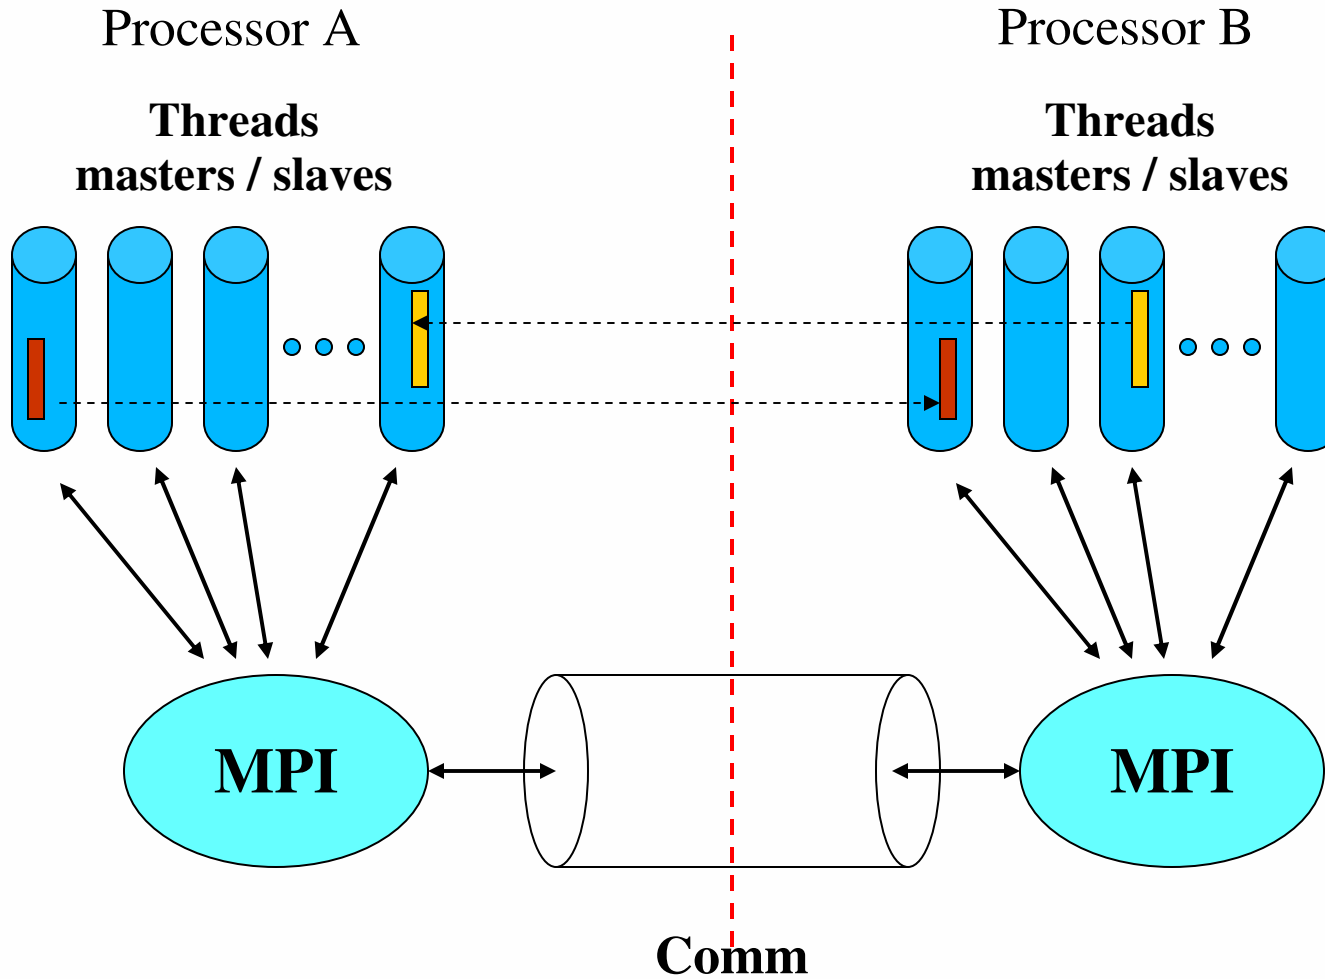 Processor A
Processor B
Threads
masters / slaves
Threads
masters / slaves
MPI
MPI
Comm